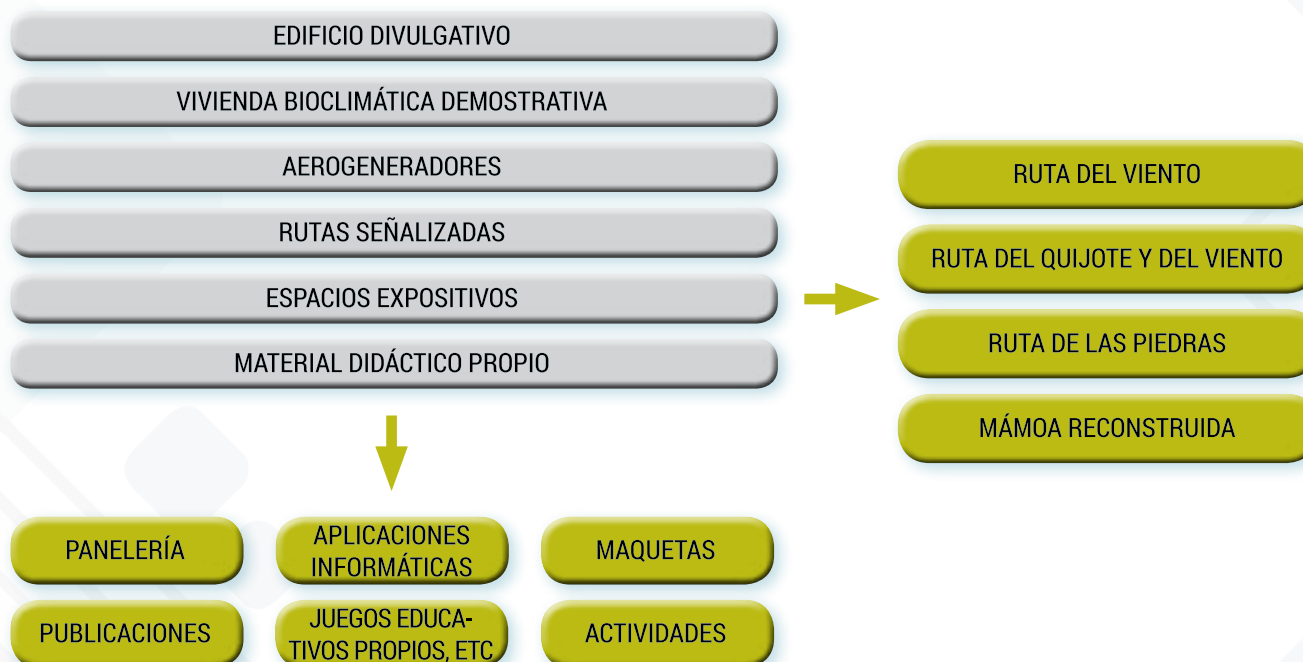 EDIFICIO DIVULGATIVO
VIVIENDA BIOCLIMÁTICA DEMOSTRATIVA
AEROGENERADORES
RUTAS SEÑALIZADAS
ESPACIOS EXPOSITIVOS
MATERIAL DIDÁCTICO PROPIO
RUTA DEL VIENTO
RUTA DEL QUIJOTE Y DEL VIENTO
RUTA DE LAS PIEDRAS
MÁMOA RECONSTRUIDA
PANELERÍA
APLICACIONES
INFORMÁTICAS
MAQUETAS
PUBLICACIONES
JUEGOS EDUCA-
TIVOS PROPIOS, ETC
ACTIVIDADES